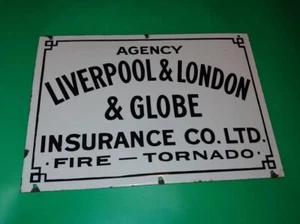 AGENCY
LIVERPOOL & LONDON
& GLOBE
INSURANCE CO. LTD.
· FIRE — TORNADO ·